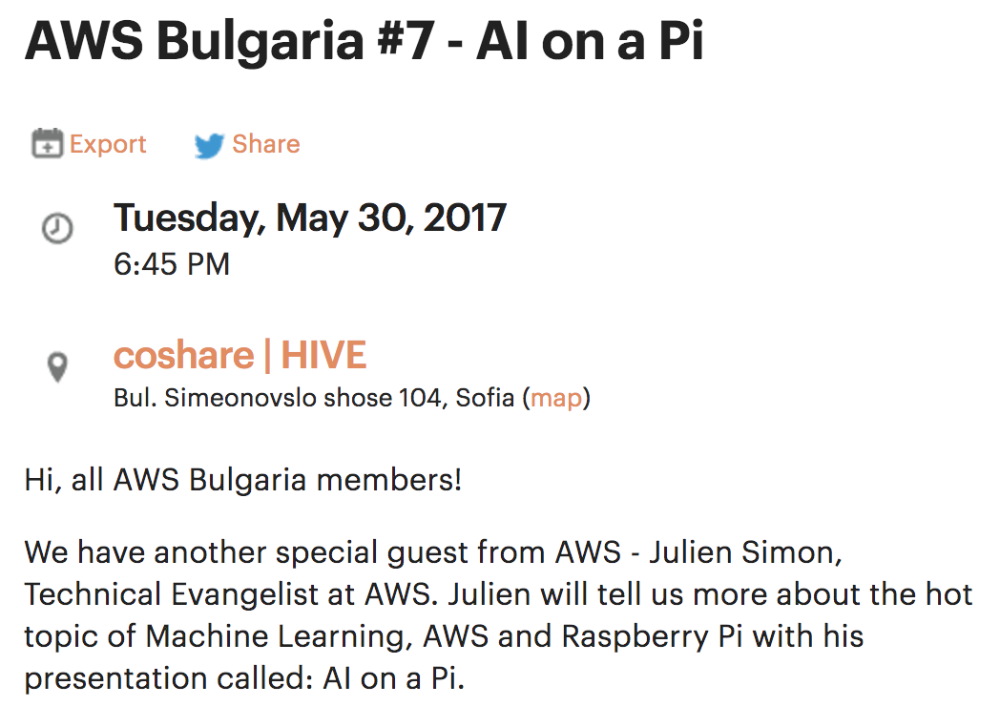 AWS Bulgaria #7 - AI on a Pi
Export Share
Tuesday, May 30, 2017
6:45 PM
coshare | HIVE
Bul. Simeonovslo shose 104, Sofia (map)
Hi, all AWS Bulgaria members!
We have another special guest from AWS - Julien Simon,
Technical Evangelist at AWS. Julien will tell us more about the hot
topic of Machine Learning, AWS and Raspberry Pi with his
presentation called: AI on a Pi.